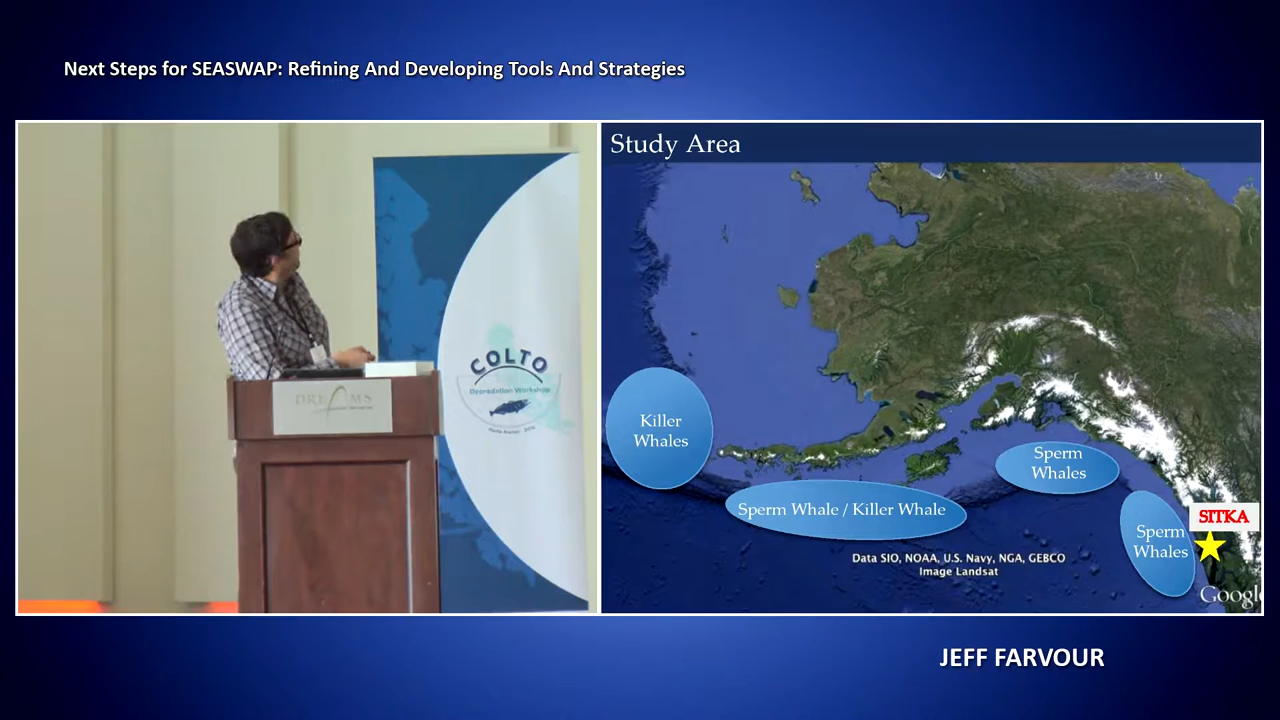 Next Steps for SEASWAP: Refining And Developing Tools And Strategies
DREAMS
COLTO
Depredation Workshop
Study Area
Killer
Whales
Sperm Whale / Killer Whale
Sperm
Whales
Sperm
Whales
SITKA
Data SIO, NOAA, U.S. Navy, NGA, GEBCO
Image Landsat
Google
JEFF FARVOUR